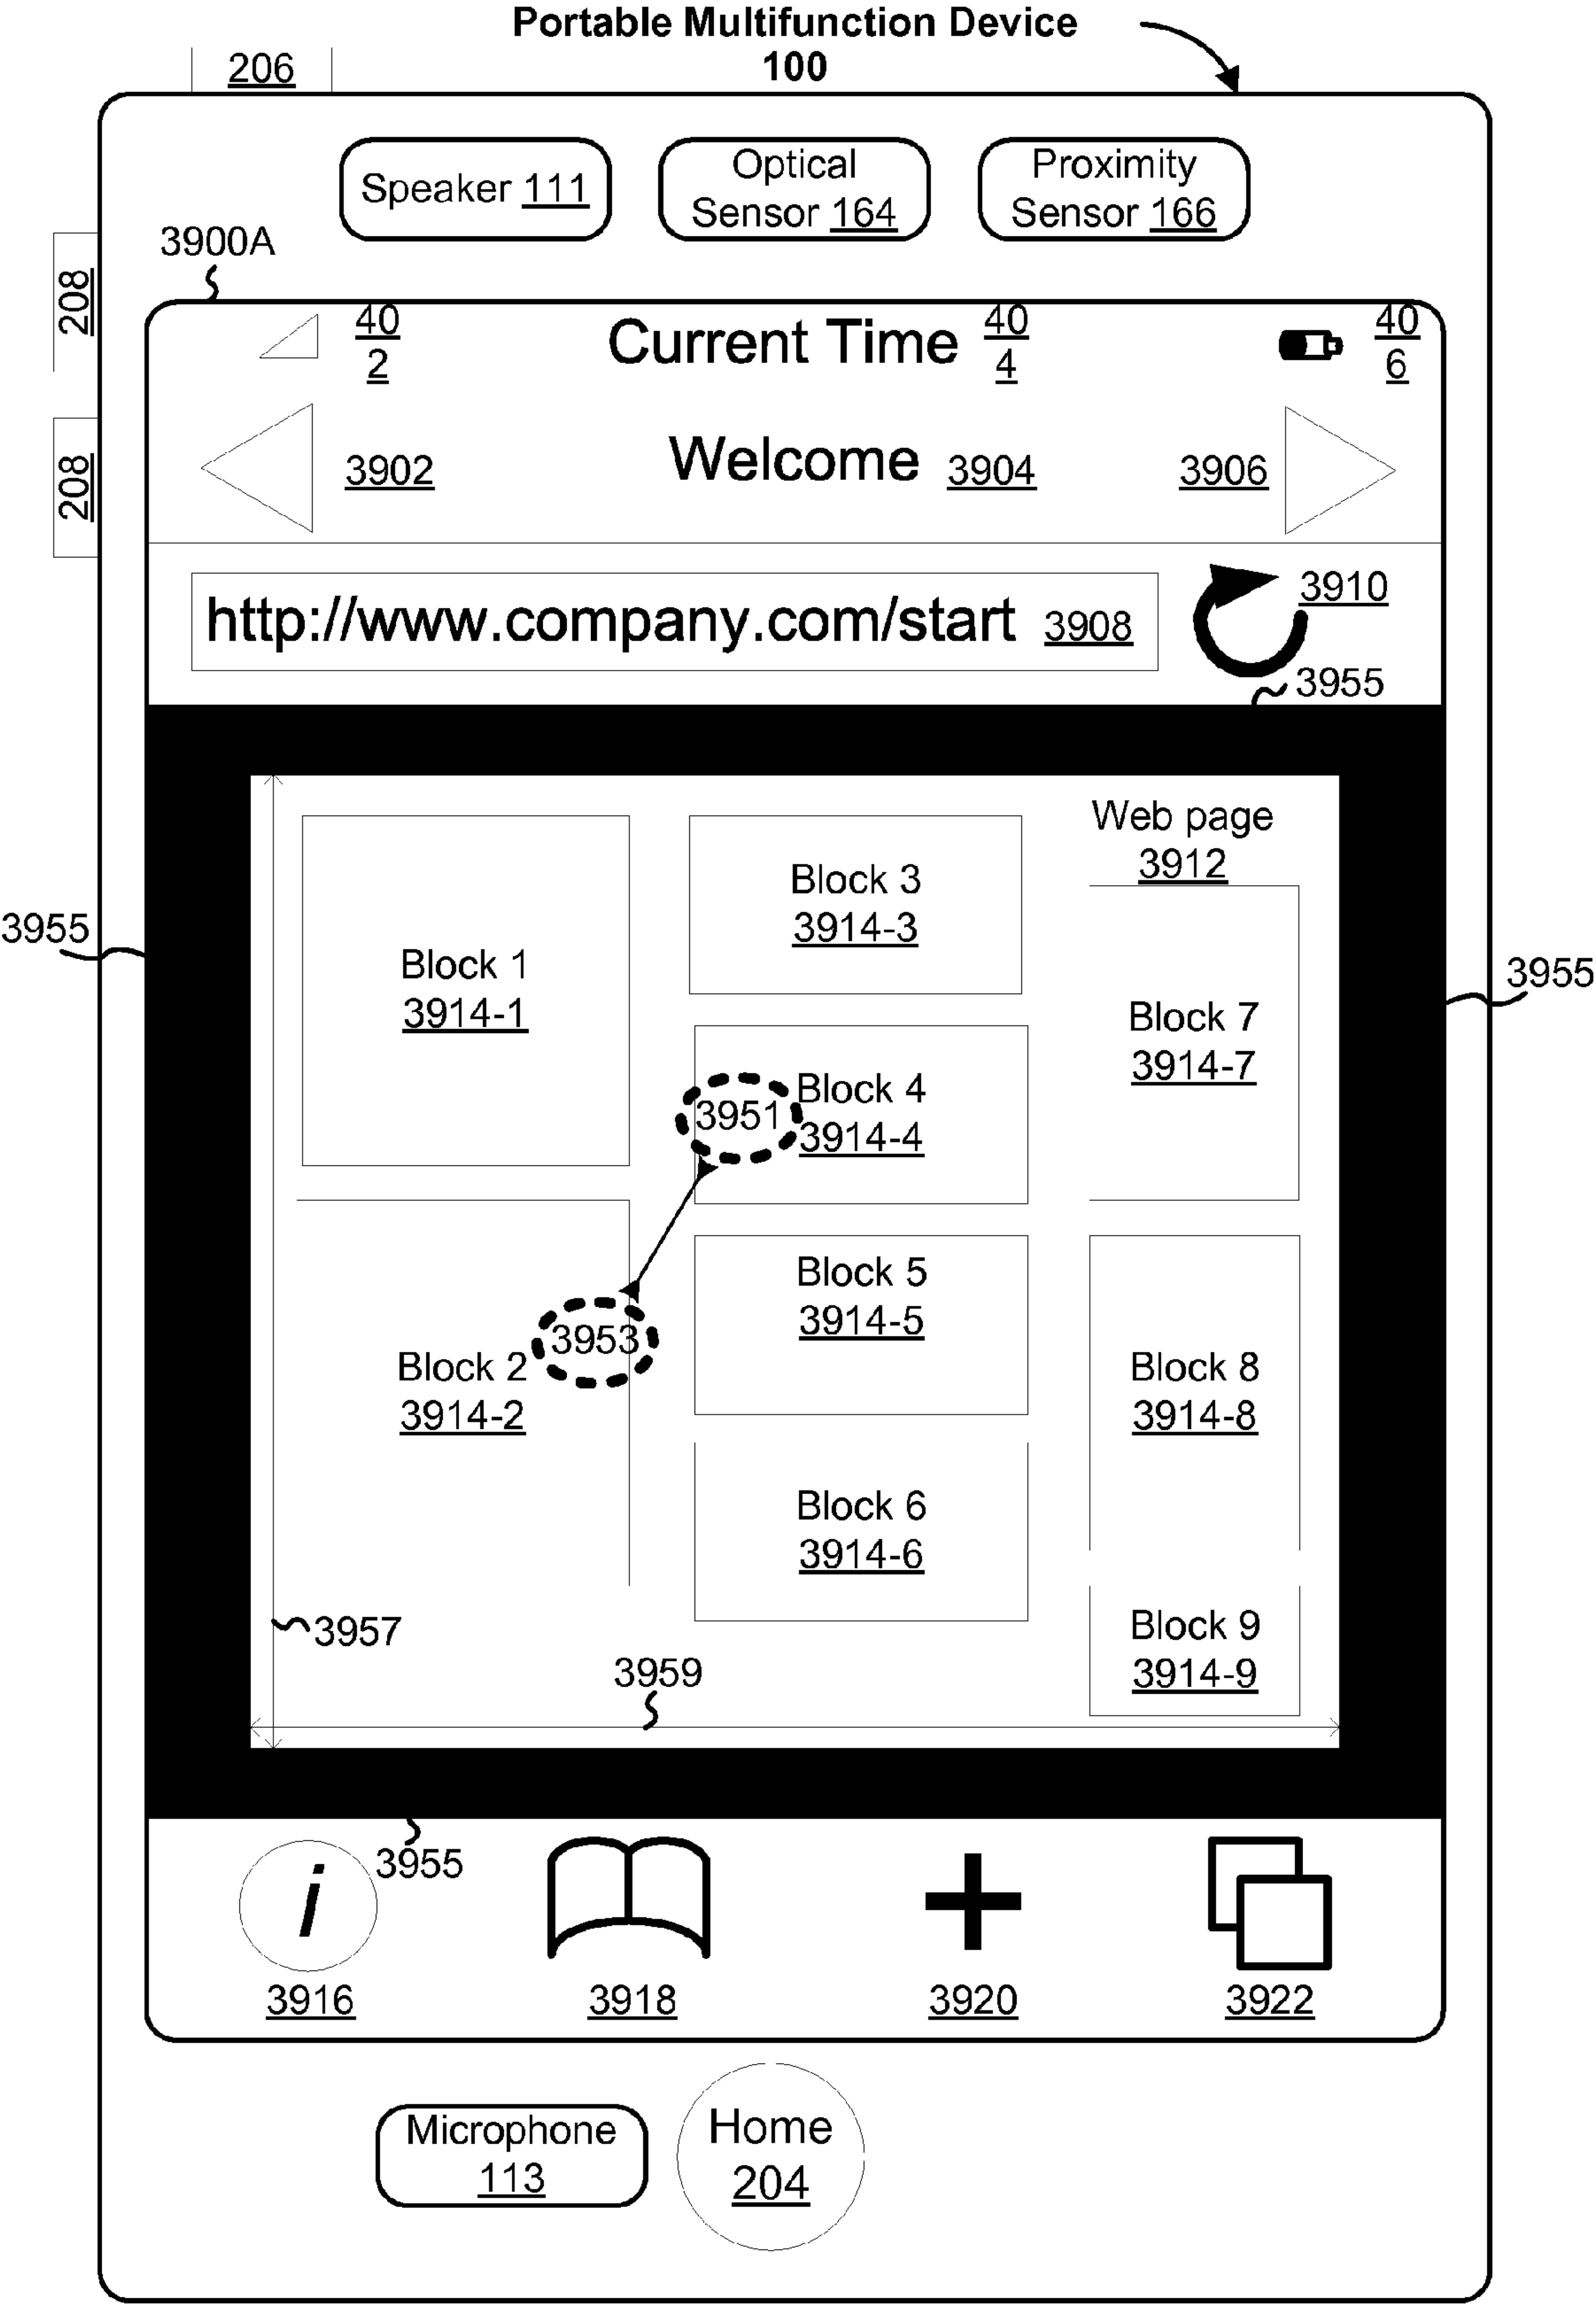 Portable Multifunction Device
100
206
Speaker 111
Optical
Sensor 164
Proximity
Sensor 166
3900A
208
208
40
2
Current Time
40
4
40
6
3902
Welcome 3904
3906
http://www.company.com/start 3908
3910
3955
Web page
3912
Block 1
3914-1
Block 3
3914-3
3955
3955
Block 7
3914-7
3951
Block 4
3914-4
Block 5
3914-5
3953
Block 2
3914-2
Block 8
3914-8
Block 6
3914-6
3957
Block 9
3914-9
3959
3955
i
3916
3918
3920
3922
Microphone
113
Home
204